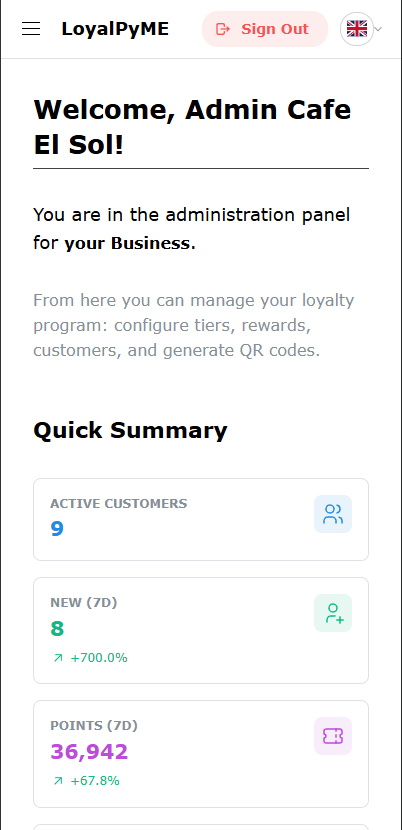 LoyalPyME
Sign Out
Welcome, Admin Cafe
El Sol!
You are in the administration panel
for your Business.
From here you can manage your loyalty
program: configure tiers, rewards,
customers, and generate QR codes.
Quick Summary
ACTIVE CUSTOMERS
9
NEW (7D)
8
+700.0%
POINTS (7D)
36,942
+67.8%